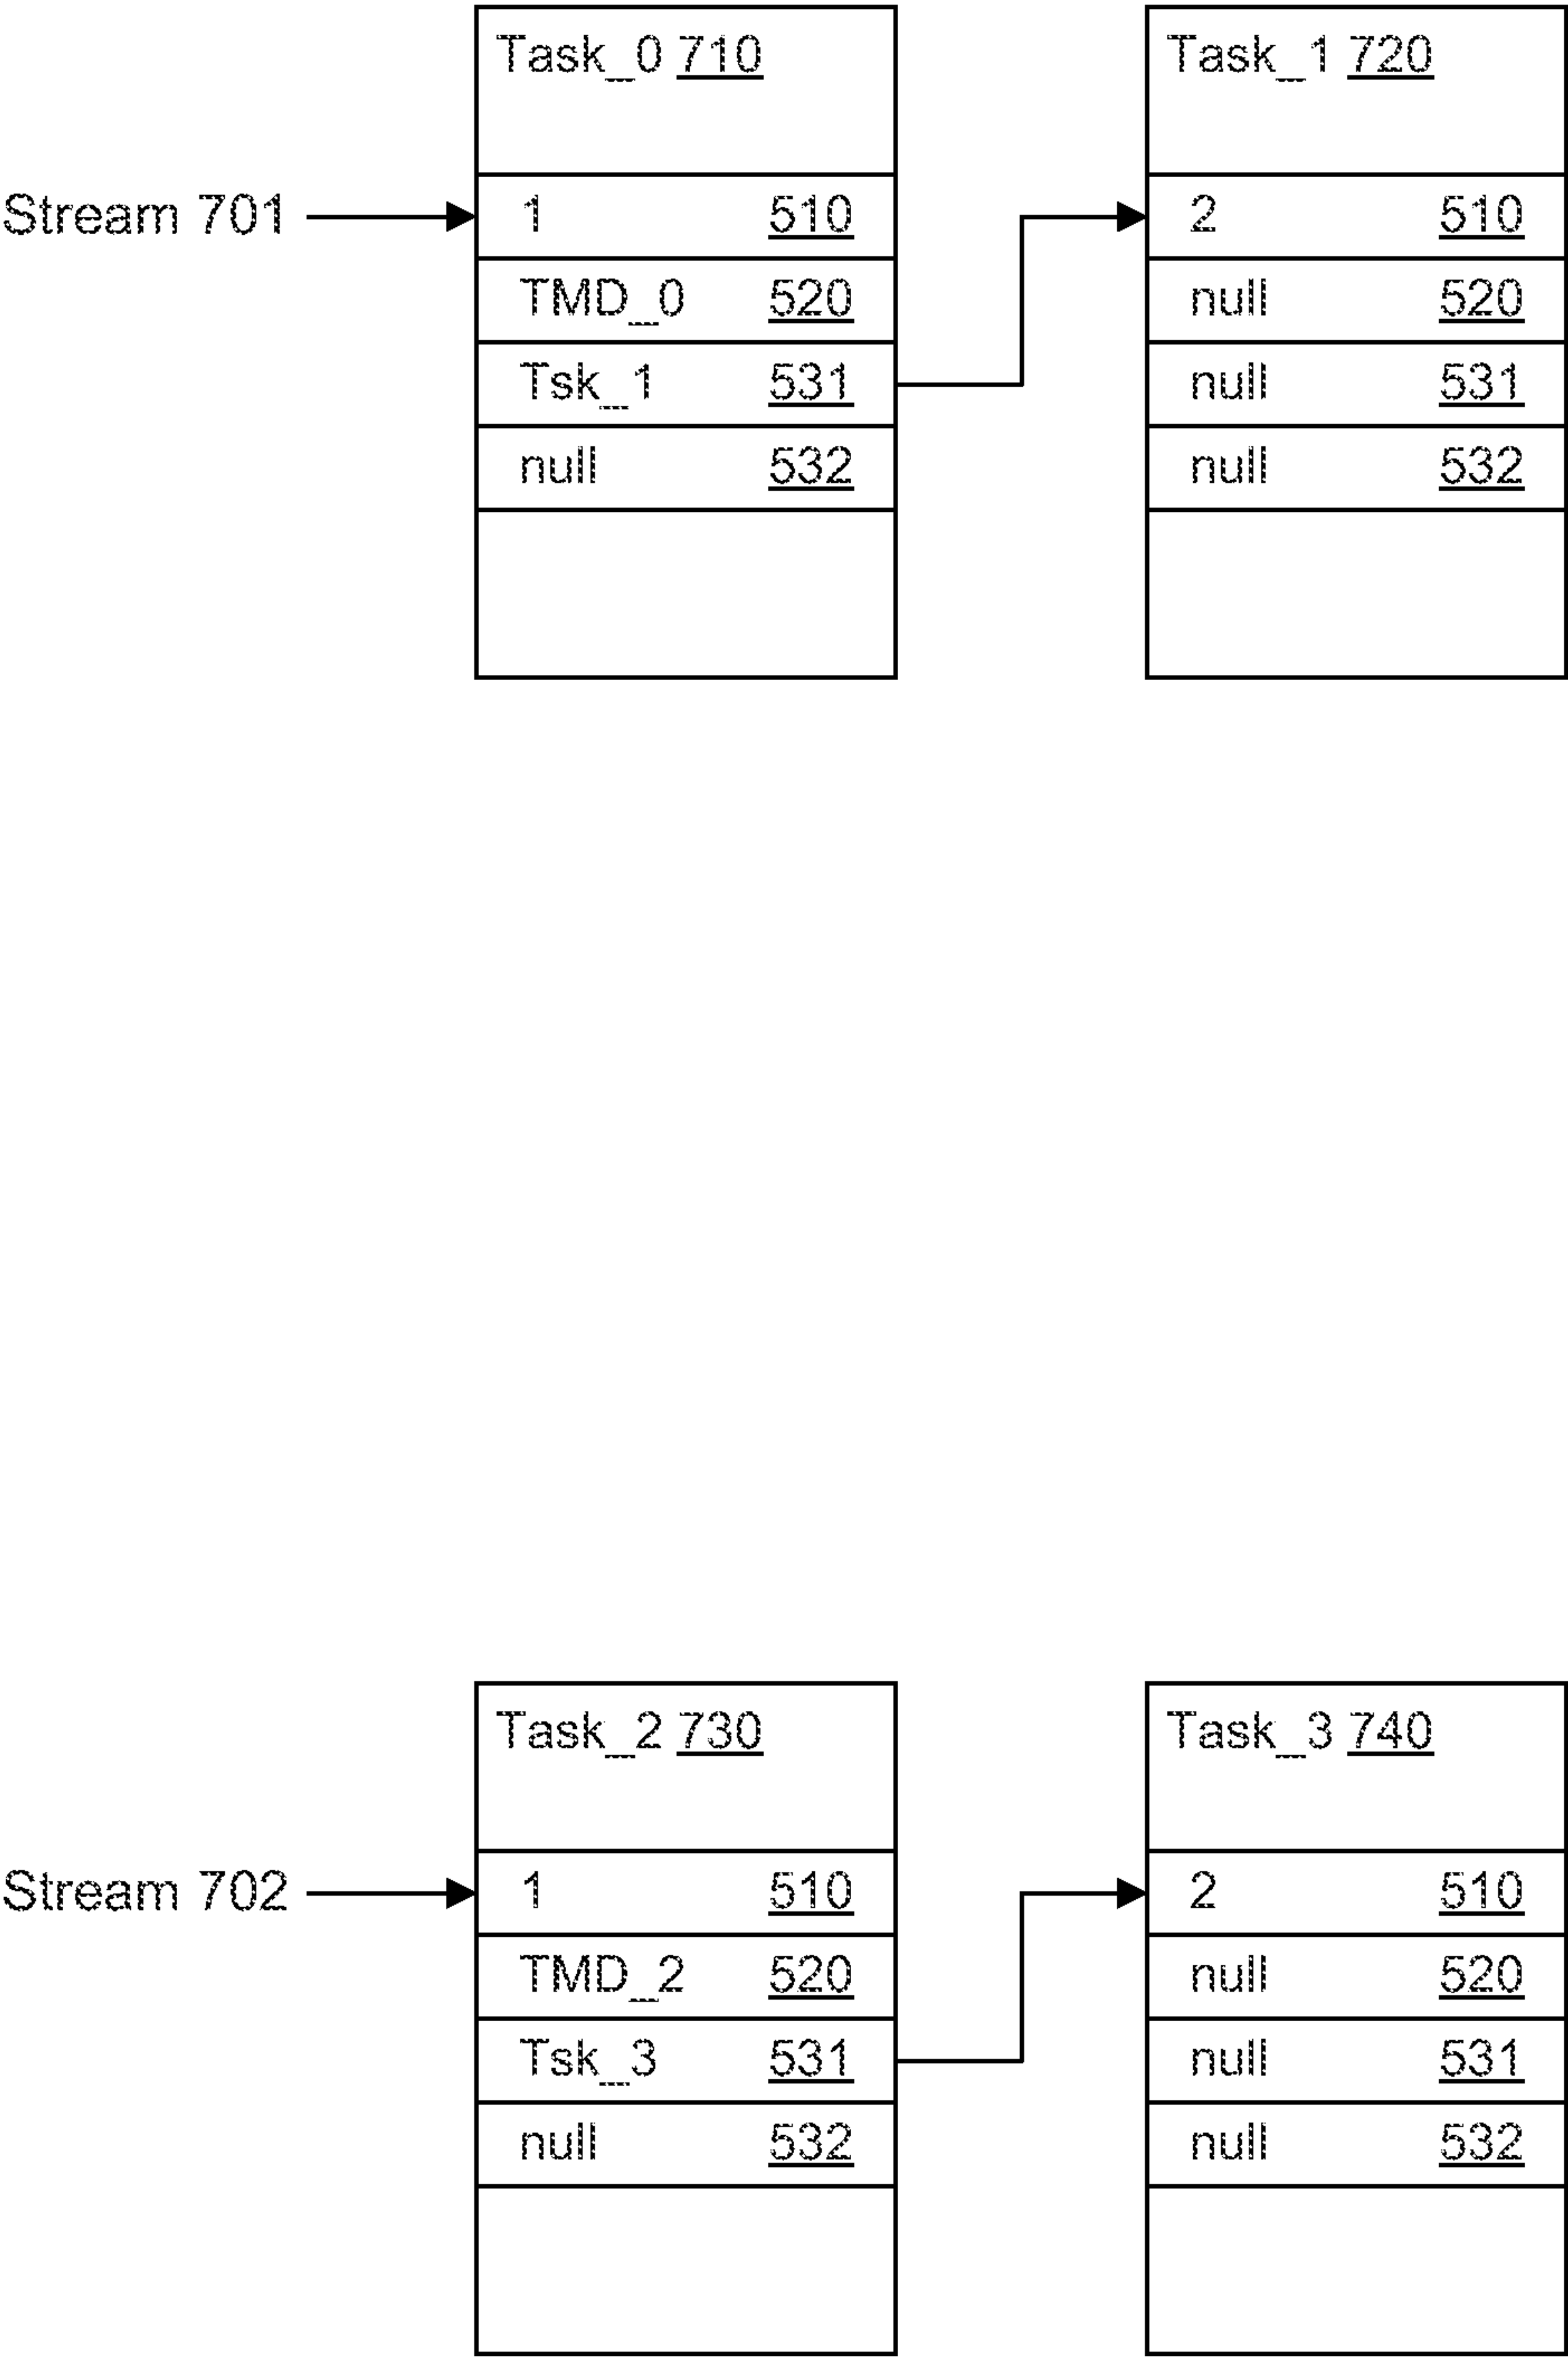 Task_0 710
Stream 701
1 510
TMD_0 520
Tsk_1 531
null 532
Task_1 720
2 510
null 520
null 531
null 532
Task_2 730
Stream 702
1 510
TMD_2 520
Tsk_3 531
null 532
Task_3 740
2 510
null 520
null 531
null 532